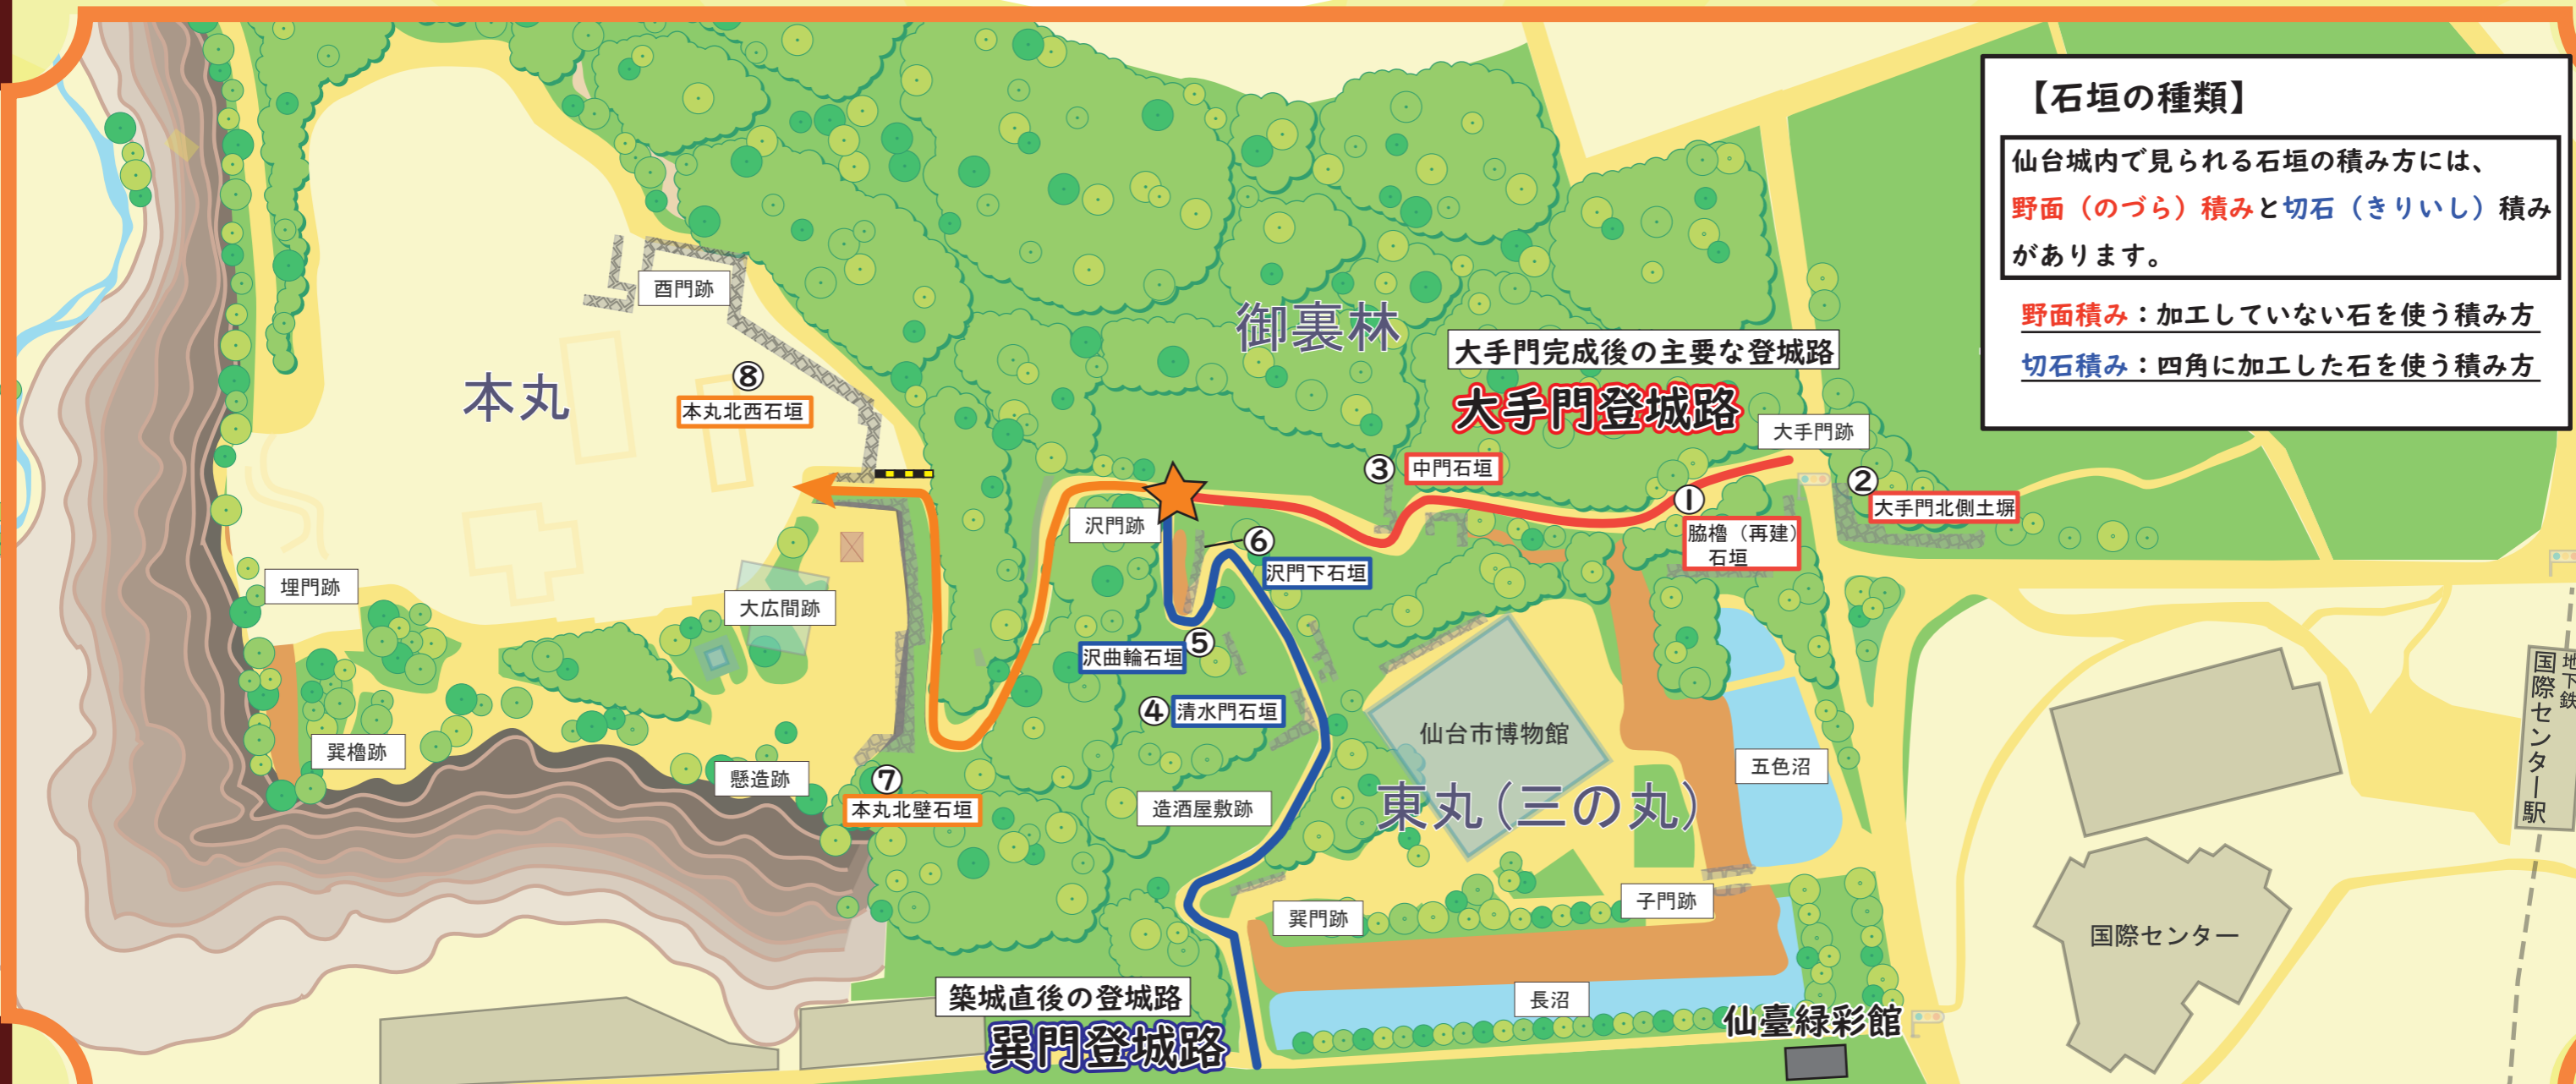 【石垣の種類】
仙台城内で見られる石垣の積み方には、
野面（のづら）積みと切石（きりいし）積み
があります。
野面積み：加工していない石を使う積み方
切石積み：四角に加工した石を使う積み方
酉門跡
御裏林
大手門完成後の主要な登城路
大手門登城路
本丸
⑧
本丸北西石垣
大手門跡
③
中門石垣
①
脇櫓（再建）
石垣
②
大手門北側土塀
沢門跡
⑥
沢門下石垣
埋門跡
大広間跡
⑤
沢曲輪石垣
④
清水門石垣
仙台市博物館
巽櫓跡
懸造跡
⑦
本丸北壁石垣
造酒屋敷跡
東丸（三の丸）
五色沼
地下鉄
国際センター駅
巽門跡
子門跡
国際センター
長沼
仙臺緑彩館
築城直後の登城路
巽門登城路